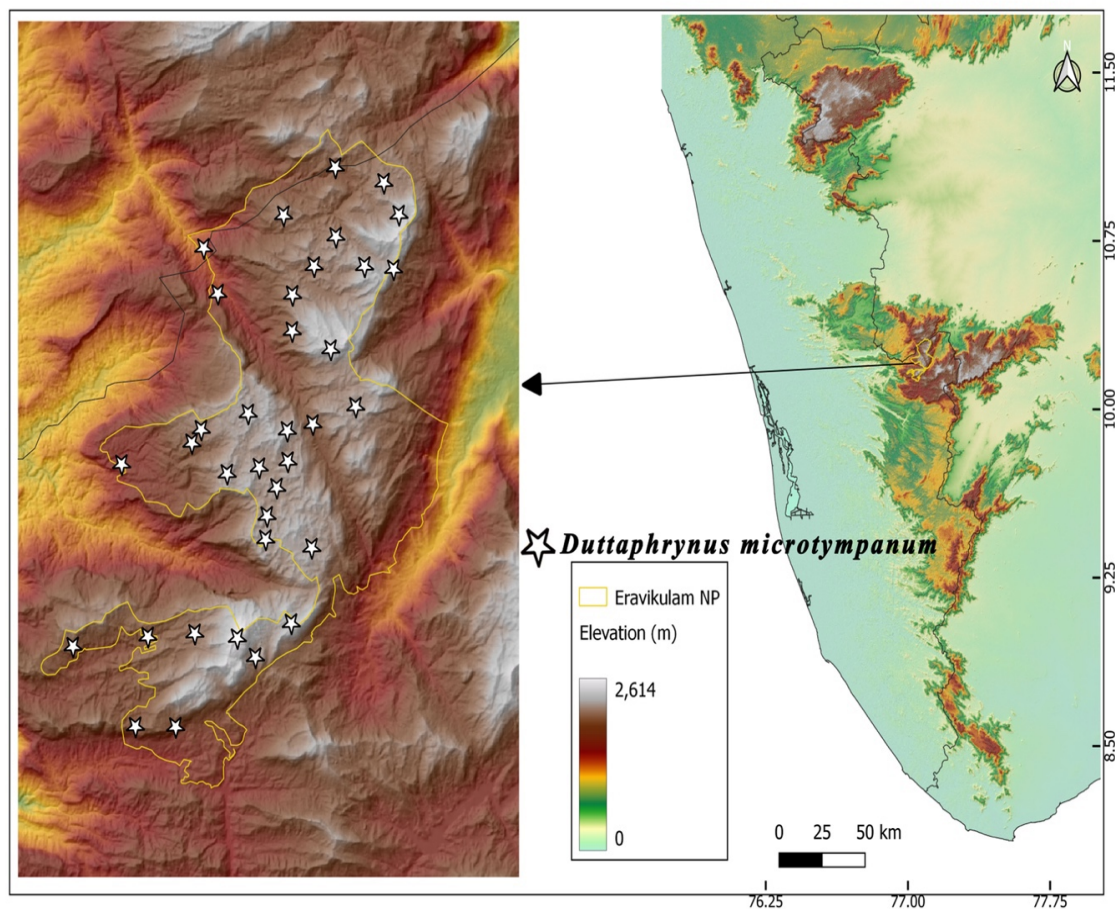 N
11.50
10.75
10.00
9.25
8.50
Duttaphrynus microtympanum
Eravikulam NP
Elevation (m)
2,614
0
0 25 50 km
76.25 77.00 77.75